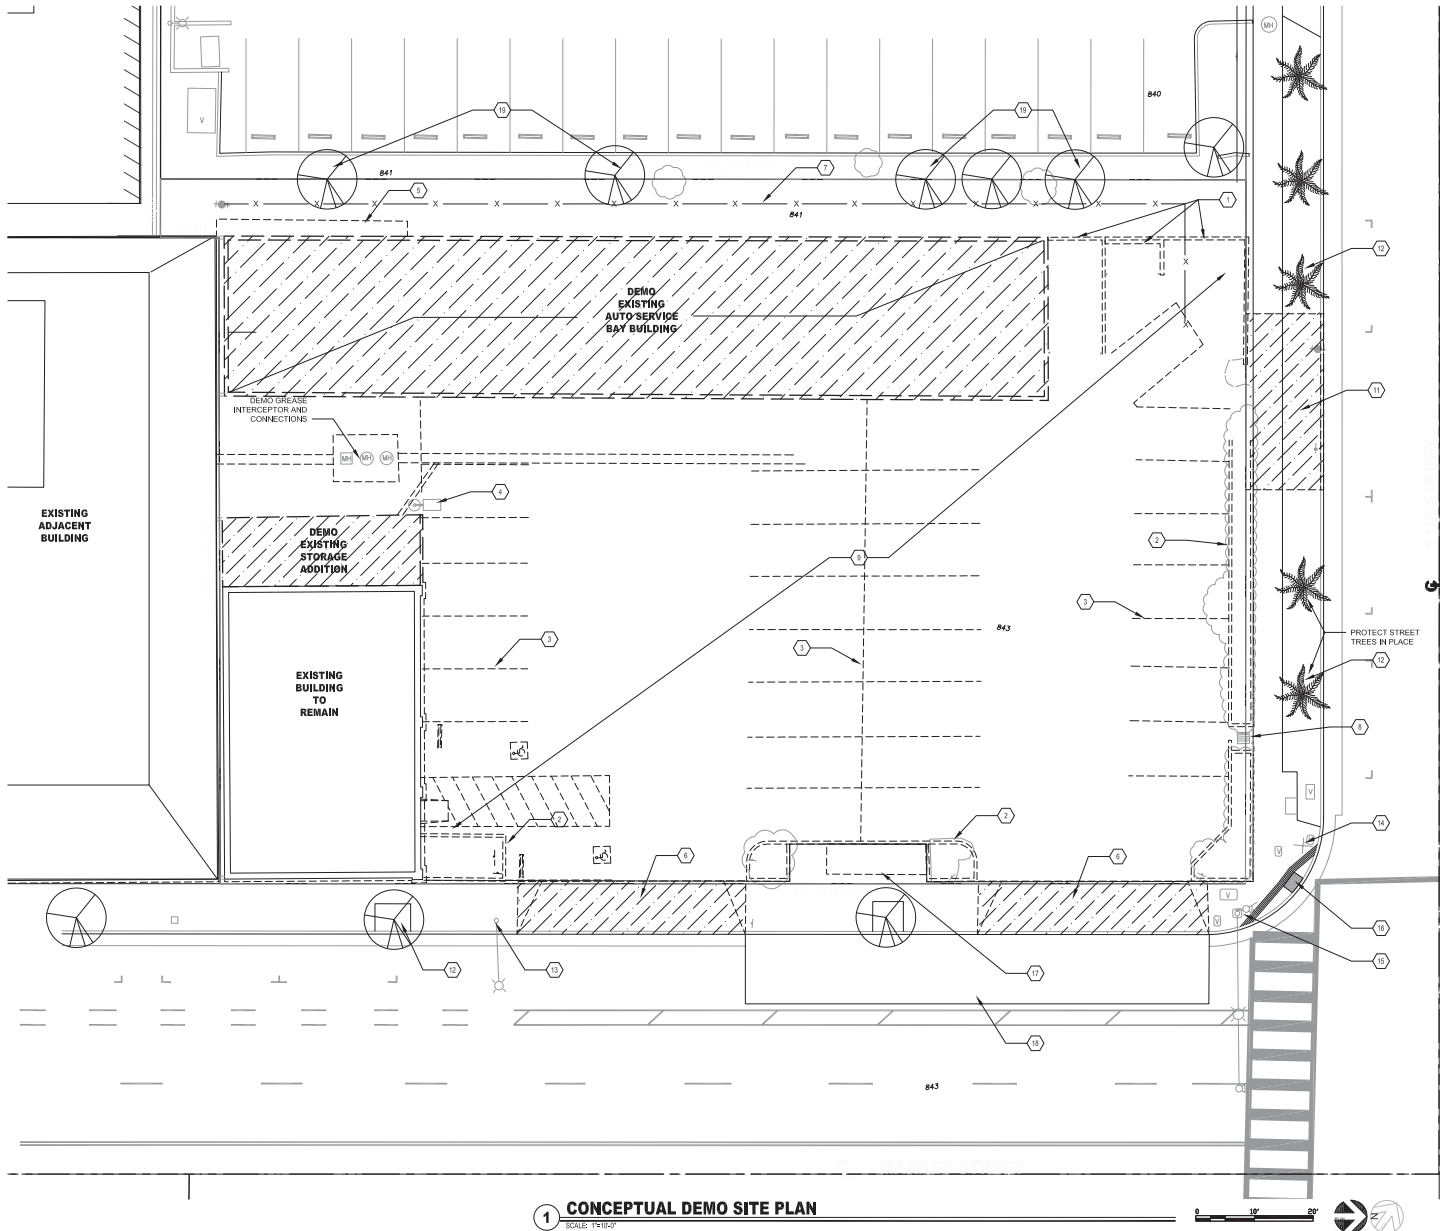 MH
840
19
19
V
841
7
5
1
841
12
DEMO
EXISTING
AUTO SERVICE
BAY BUILDING
11
DEMO GREASE
INTERCEPTOR AND
CONNECTIONS
MH MH MH
4
EXISTING
ADJACENT
BUILDING
DEMO
EXISTING
STORAGE
ADDITION
2
9
3
843
3
3
PROTECT STREET
TREES IN PLACE
12
EXISTING
BUILDING
TO
REMAIN
8
V
2
2
14
V
V
6
6
V
V
16
12
13
17
15
18
843
1
CONCEPTUAL DEMO SITE PLAN
SCALE: 1"=10'-0"
0 10' 20'
N